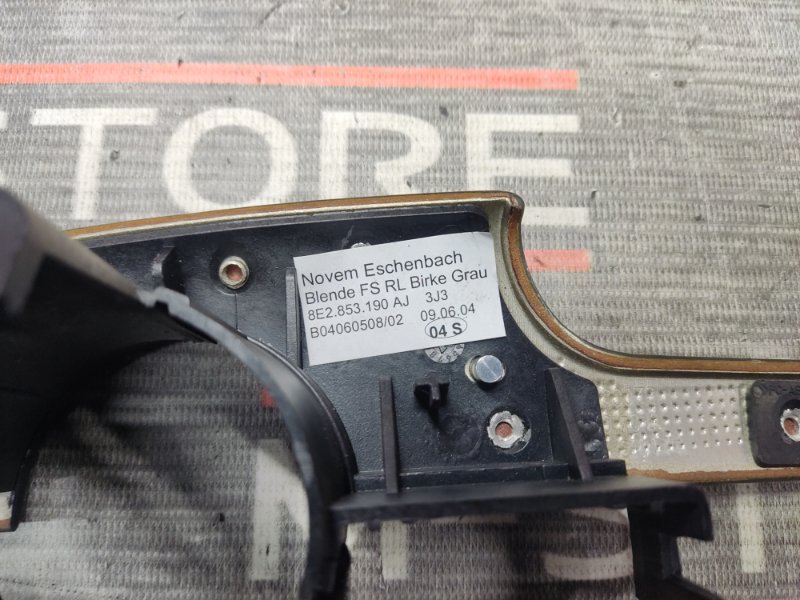 STORE
Novem Eschenbach
Blende FS RL Birke Grau
8E2.853.190 AJ 3J3
B04060508/02 09.06.04
04 S